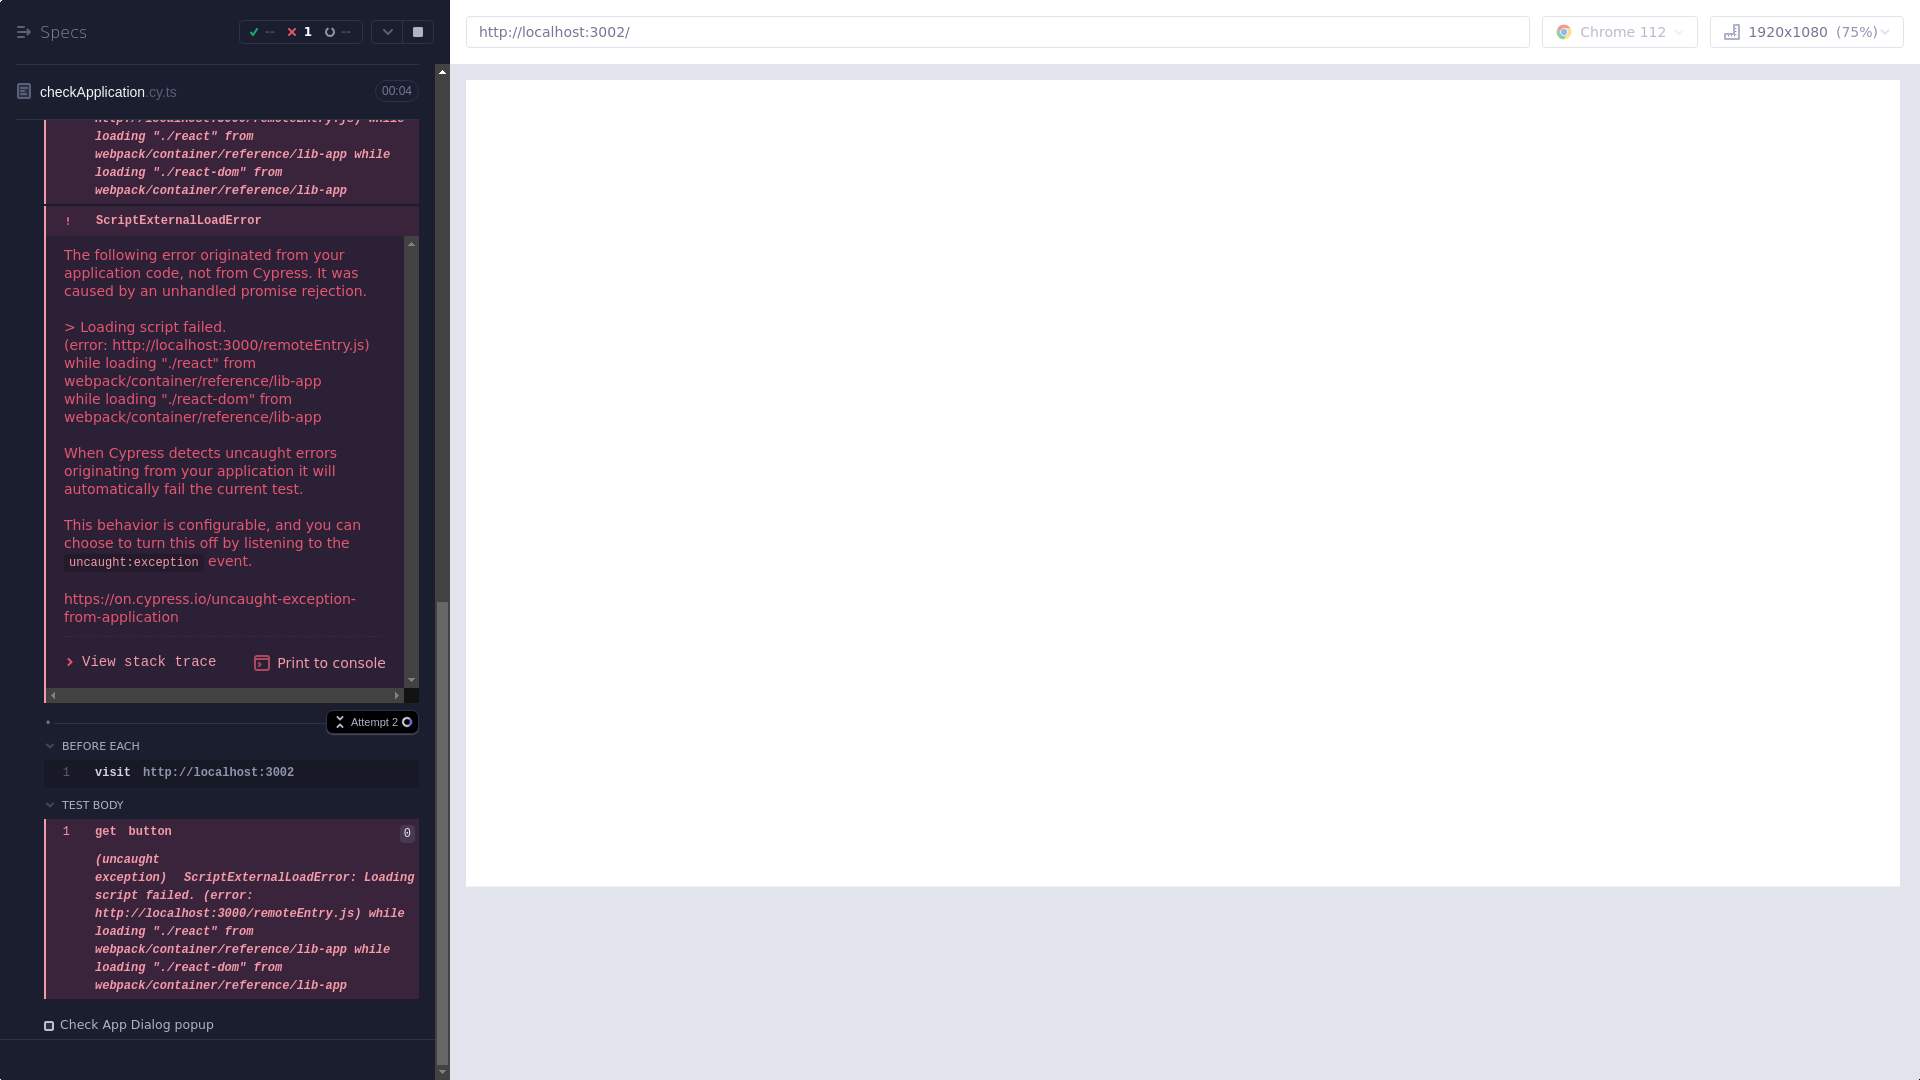 Specs
-- 1 --
http://localhost:3002/
Chrome 112
1920x1080 (75%)
checkApplication.cy.ts
00:04
http://localhost:3000/remoteEntry.js) while
loading "./react" from
webpack/container/reference/lib-app while
loading "./react-dom" from
webpack/container/reference/lib-app
! ScriptExternalLoadError
The following error originated from your
application code, not from Cypress. It was
caused by an unhandled promise rejection.
> Loading script failed.
(error: http://localhost:3000/remoteEntry.js)
while loading "./react" from
webpack/container/reference/lib-app
while loading "./react-dom" from
webpack/container/reference/lib-app
When Cypress detects uncaught errors
originating from your application it will
automatically fail the current test.
This behavior is configurable, and you can
choose to turn this off by listening to the
uncaught:exception event.
https://on.cypress.io/uncaught-exception-
from-application
View stack trace
Print to console
Attempt 2
BEFORE EACH
1 visit http://localhost:3002
TEST BODY
1 get button 0
(uncaught
exception) ScriptExternalLoadError: Loading
script failed. (error:
http://localhost:3000/remoteEntry.js) while
loading "./react" from
webpack/container/reference/lib-app while
loading "./react-dom" from
webpack/container/reference/lib-app
Check App Dialog popup